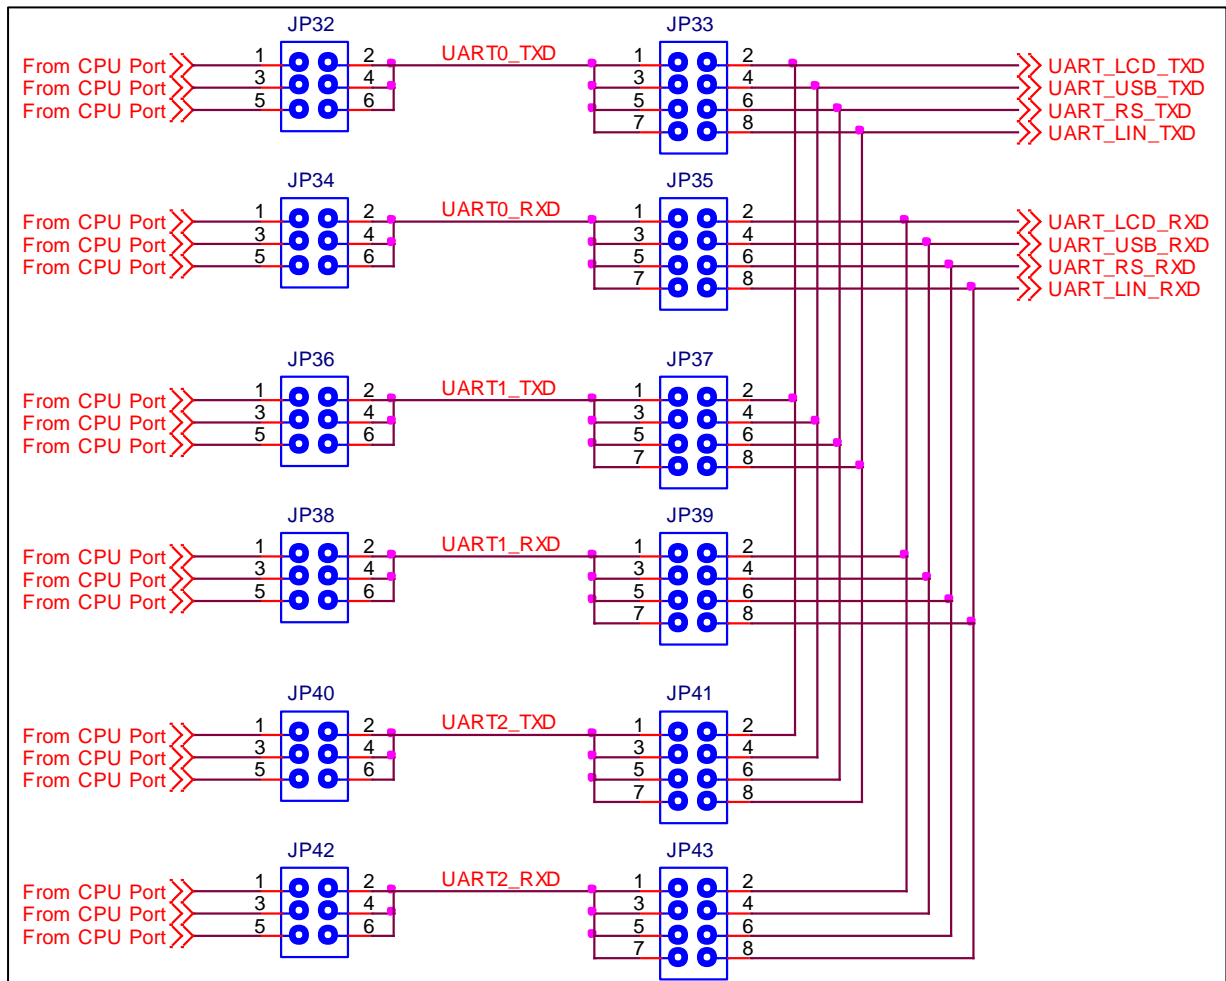 JP32 JP33
From CPU Port 1 2 UART0_TXD 1 2 UART_LCD_TXD
From CPU Port 3 4 3 4 UART_USB_TXD
From CPU Port 5 6 5 6 UART_RS_TXD
7 8 UART_LIN_TXD
JP34 JP35
From CPU Port 1 2 UART0_RXD 1 2 UART_LCD_RXD
From CPU Port 3 4 3 4 UART_USB_RXD
From CPU Port 5 6 5 6 UART_RS_RXD
7 8 UART_LIN_RXD
JP36 JP37
From CPU Port 1 2 UART1_TXD 1 2
From CPU Port 3 4 3 4
From CPU Port 5 6 5 6
7 8
JP38 JP39
From CPU Port 1 2 UART1_RXD 1 2
From CPU Port 3 4 3 4
From CPU Port 5 6 5 6
7 8
JP40 JP41
From CPU Port 1 2 UART2_TXD 1 2
From CPU Port 3 4 3 4
From CPU Port 5 6 5 6
7 8
JP42 JP43
From CPU Port 1 2 UART2_RXD 1 2
From CPU Port 3 4 3 4
From CPU Port 5 6 5 6
7 8